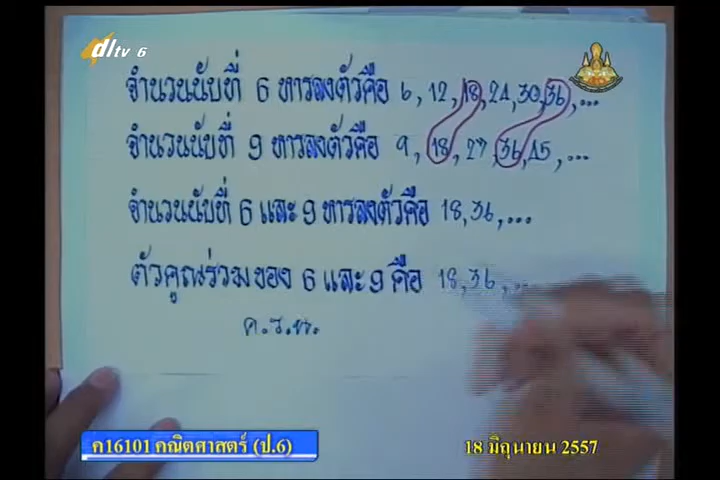 dltv 6
จำนวนนับที่ 6 หารลงตัวคือ 6, 12, 18, 24, 30, 36, ...
จำนวนนับที่ 9 หารลงตัวคือ 9, 18, 27, 36, 45, ...
จำนวนนับที่ 6 และ 9 หารลงตัวคือ 18, 36, ...
ตัวคูณร่วมของ 6 และ 9 คือ 18, 36, ...
ค.ร.น.
ค16101 คณิตศาสตร์ (ป.6)
18 มิถุนายน 2557